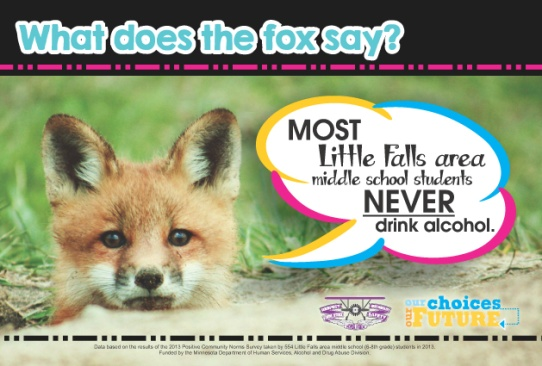 What does the fox say?
MOST
Little Falls area
middle school students
NEVER
drink alcohol.
our choices
our FUTURE
Data based on the results of the 2013 Positive Community Norms Survey taken by 554 Little Falls area middle school (6-8th grade) students in 2013.
Funded by the Minnesota Department of Human Services, Alcohol and Drug Abuse Division.